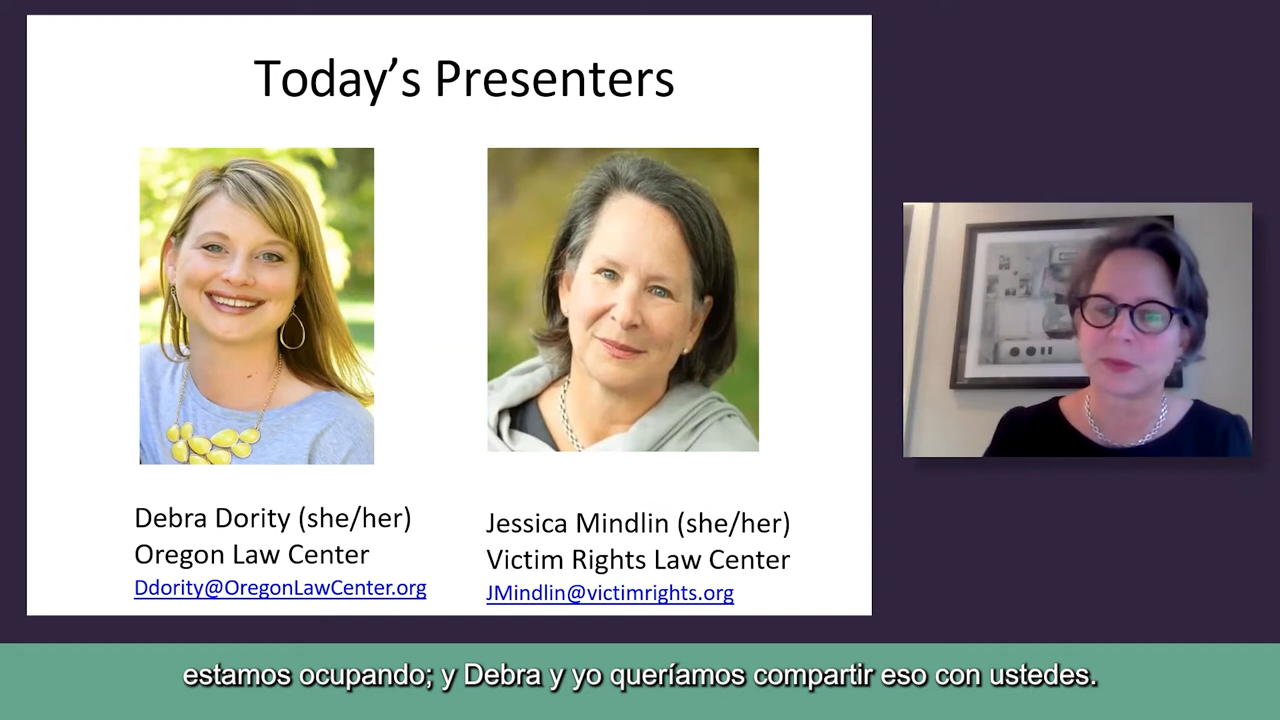 Today's Presenters
Debra Dority (she/her)
Oregon Law Center
Ddority@OregonLawCenter.org
Jessica Mindlin (she/her)
Victim Rights Law Center
JMindlin@victimrights.org
estamos ocupando; y Debra y yo queríamos compartir eso con ustedes.